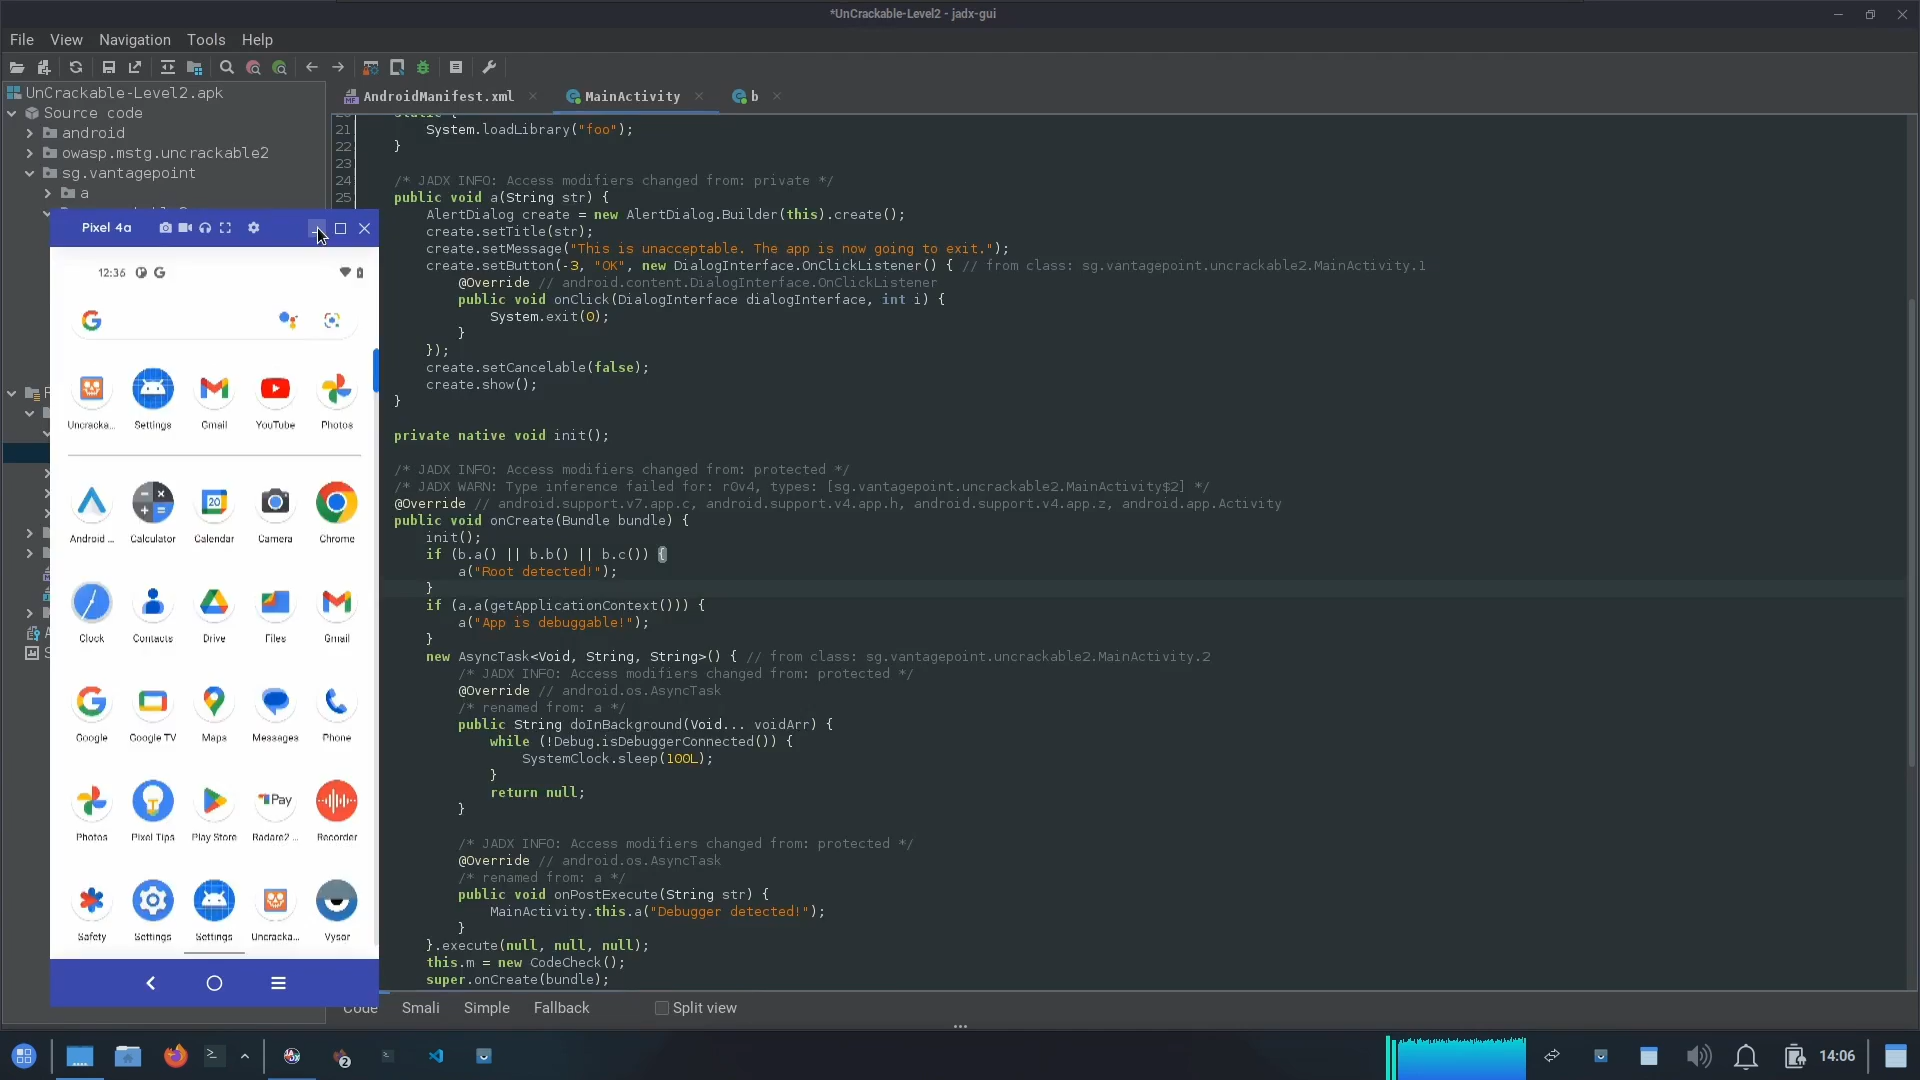 *UnCrackable-Level2 - jadx-gui
File View Navigation Tools Help
UnCrackable-Level2.apk
Source code
android
owasp.mstg.uncrackable2
sg.vantagepoint
a
AndroidManifest.xml
MainActivity
b
21 System.loadLibrary("foo");
22 }
23
24 /* JADX INFO: Access modifiers changed from: private */
25 public void a(String str) {
AlertDialog create = new AlertDialog.Builder(this).create();
create.setTitle(str);
create.setMessage("This is unacceptable. The app is now going to exit.");
create.setButton(-3, "OK", new DialogInterface.OnClickListener() { // from class: sg.vantagepoint.uncrackable2.MainActivity.1
@Override // android.content.DialogInterface.OnClickListener
public void onClick(DialogInterface dialogInterface, int i) {
System.exit(0);
}
});
create.setCancelable(false);
create.show();
}
private native void init();
/* JADX INFO: Access modifiers changed from: protected */
/* JADX WARN: Type inference failed for: r0v4, types: [sg.vantagepoint.uncrackable2.MainActivity$2] */
@Override // android.support.v7.app.c, android.support.v4.app.h, android.support.v4.app.z, android.app.Activity
public void onCreate(Bundle bundle) {
init();
if (b.a() || b.b() || b.c()) {
a("Root detected!");
}
if (a.a(getApplicationContext())) {
a("App is debuggable!");
}
new AsyncTask<Void, String, String>() { // from class: sg.vantagepoint.uncrackable2.MainActivity.2
/* JADX INFO: Access modifiers changed from: protected */
@Override // android.os.AsyncTask
/* renamed from: a */
public String doInBackground(Void... voidArr) {
while (!Debug.isDebuggerConnected()) {
SystemClock.sleep(100L);
}
return null;
}
/* JADX INFO: Access modifiers changed from: protected */
@Override // android.os.AsyncTask
/* renamed from: a */
public void onPostExecute(String str) {
MainActivity.this.a("Debugger detected!");
}
}.execute(null, null, null);
this.m = new CodeCheck();
super.onCreate(bundle);
Code Smali Simple Fallback Split view
Pixel 4a
12:36
Uncracka... Settings Gmail YouTube Photos
Android ... Calculator Calendar Camera Chrome
Clock Contacts Drive Files Gmail
Google Google TV Maps Messages Phone
Photos Pixel Tips Play Store Radare2 ... Recorder
Safety Settings Settings Uncracka... Vysor
14:06